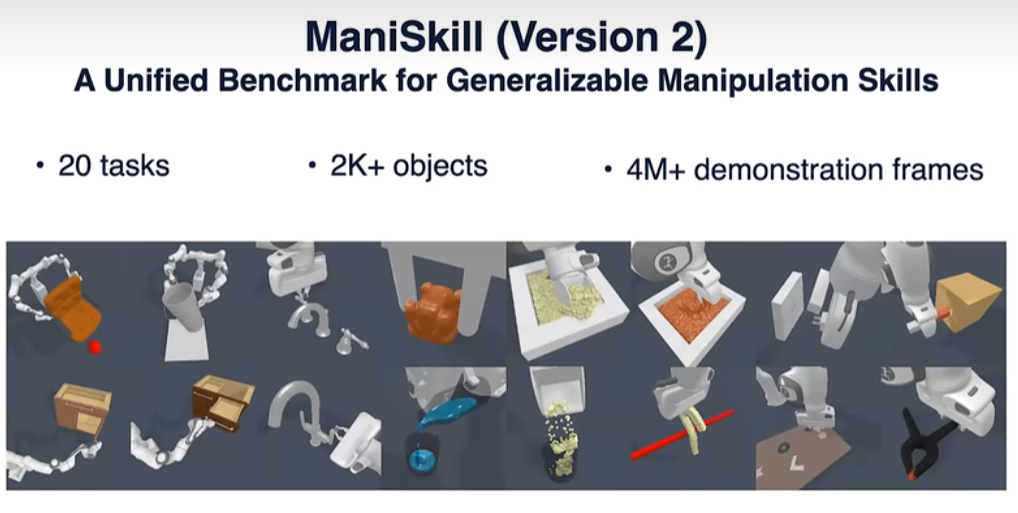 ManiSkill (Version 2)
A Unified Benchmark for Generalizable Manipulation Skills
• 20 tasks
• 2K+ objects
• 4M+ demonstration frames